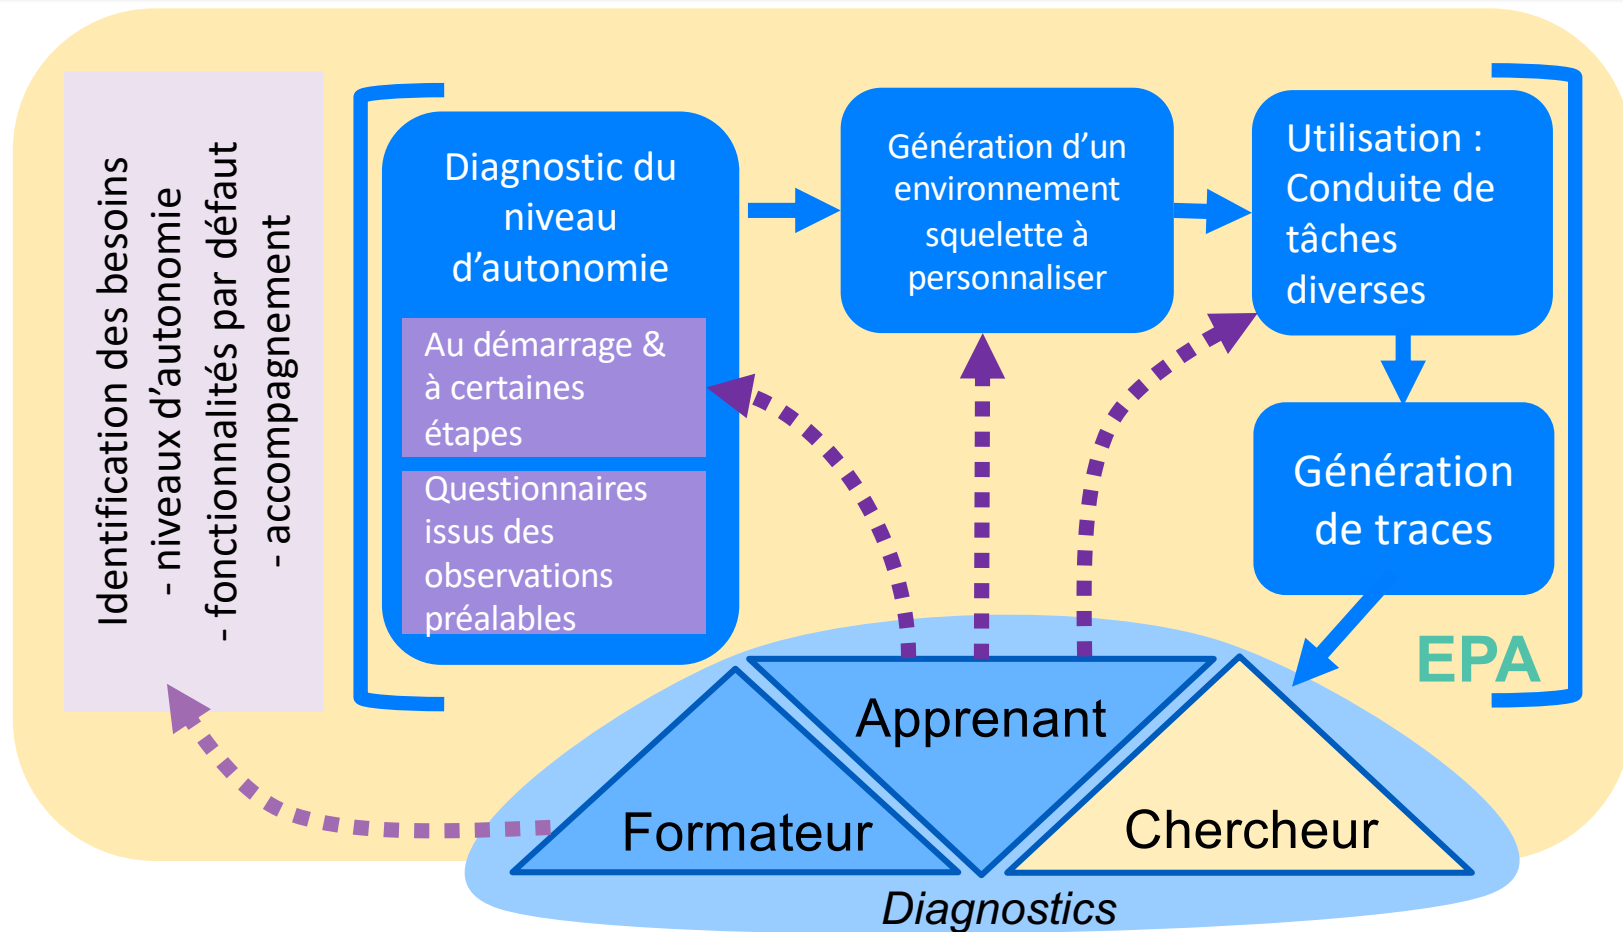 Identification des besoins
- niveaux d'autonomie
- fonctionnalités par défaut
- accompagnement
Diagnostic du
niveau
d'autonomie
Au démarrage &
à certaines
étapes
Questionnaires
issus des
observations
préalables
Génération d'un
environnement
squelette à
personnaliser
Utilisation :
Conduite de
tâches
diverses
Génération
de traces
EPA
Apprenant
Formateur
Chercheur
Diagnostics